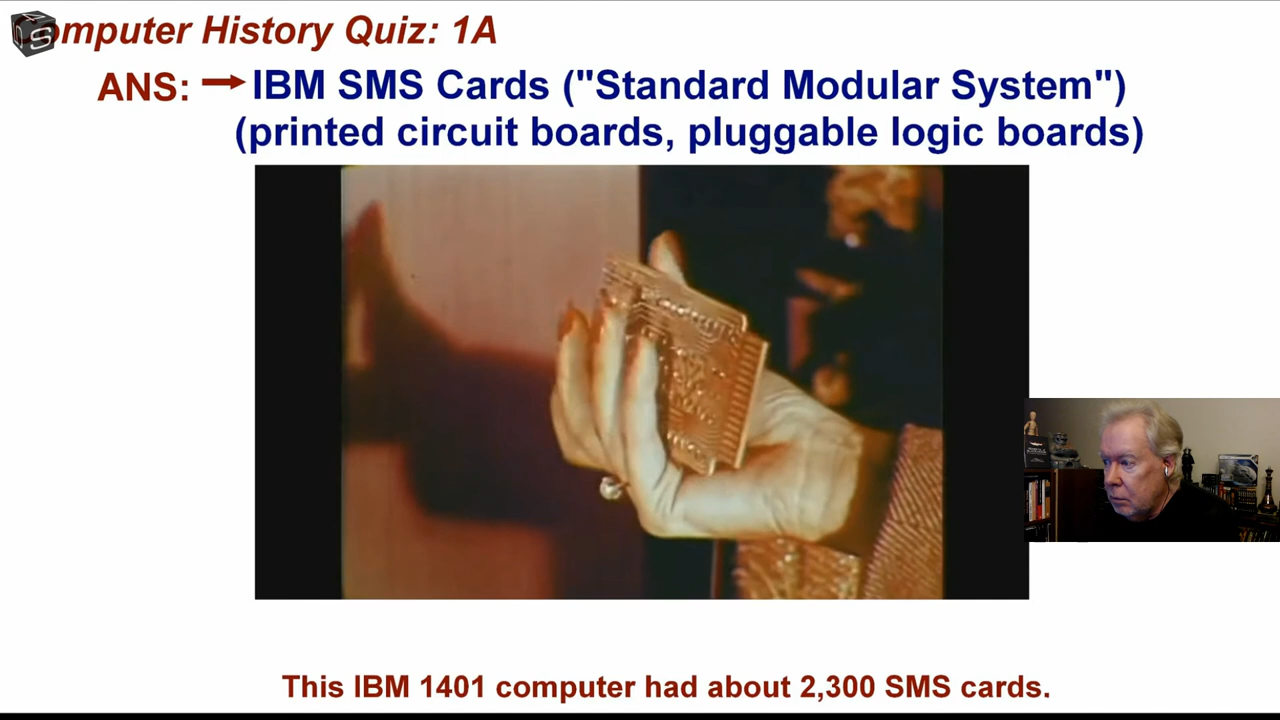 Computer History Quiz: 1A
ANS: → IBM SMS Cards ("Standard Modular System")
(printed circuit boards, pluggable logic boards)
This IBM 1401 computer had about 2,300 SMS cards.